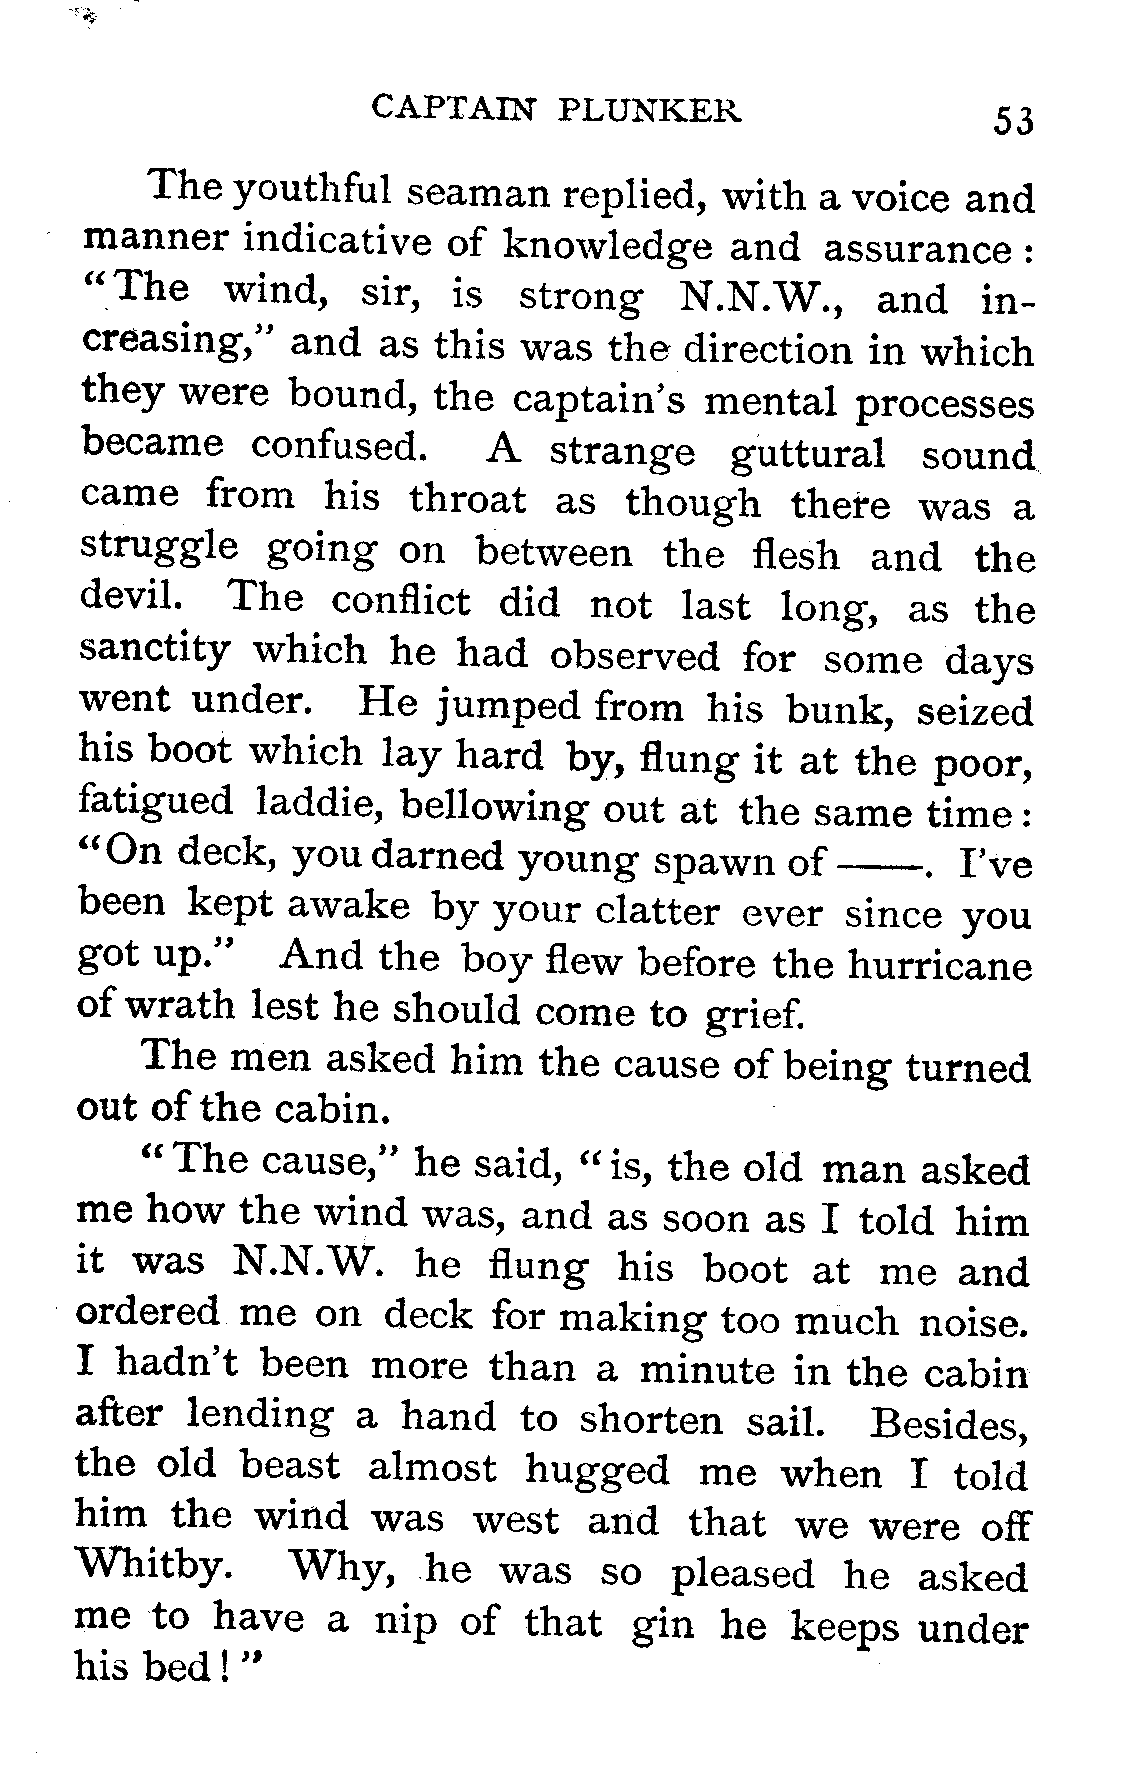 CAPTAIN PLUNKER 53
The youthful seaman replied, with a voice and
manner indicative of knowledge and assurance :
"The wind, sir, is strong N.N.W., and in-
creasing," and as this was the direction in which
they were bound, the captain's mental processes
became confused. A strange guttural sound
came from his throat as though there was a
struggle going on between the flesh and the
devil. The conflict did not last long, as the
sanctity which he had observed for some days
went under. He jumped from his bunk, seized
his boot which lay hard by, flung it at the poor,
fatigued laddie, bellowing out at the same time :
"On deck, you darned young spawn of ——. I've
been kept awake by your clatter ever since you
got up." And the boy flew before the hurricane
of wrath lest he should come to grief.
The men asked him the cause of being turned
out of the cabin.
"The cause," he said, "is, the old man asked
me how the wind was, and as soon as I told him
it was N.N.W. he flung his boot at me and
ordered me on deck for making too much noise.
I hadn't been more than a minute in the cabin
after lending a hand to shorten sail. Besides,
the old beast almost hugged me when I told
him the wind was west and that we were off
Whitby. Why, he was so pleased he asked
me to have a nip of that gin he keeps under
his bed ! "